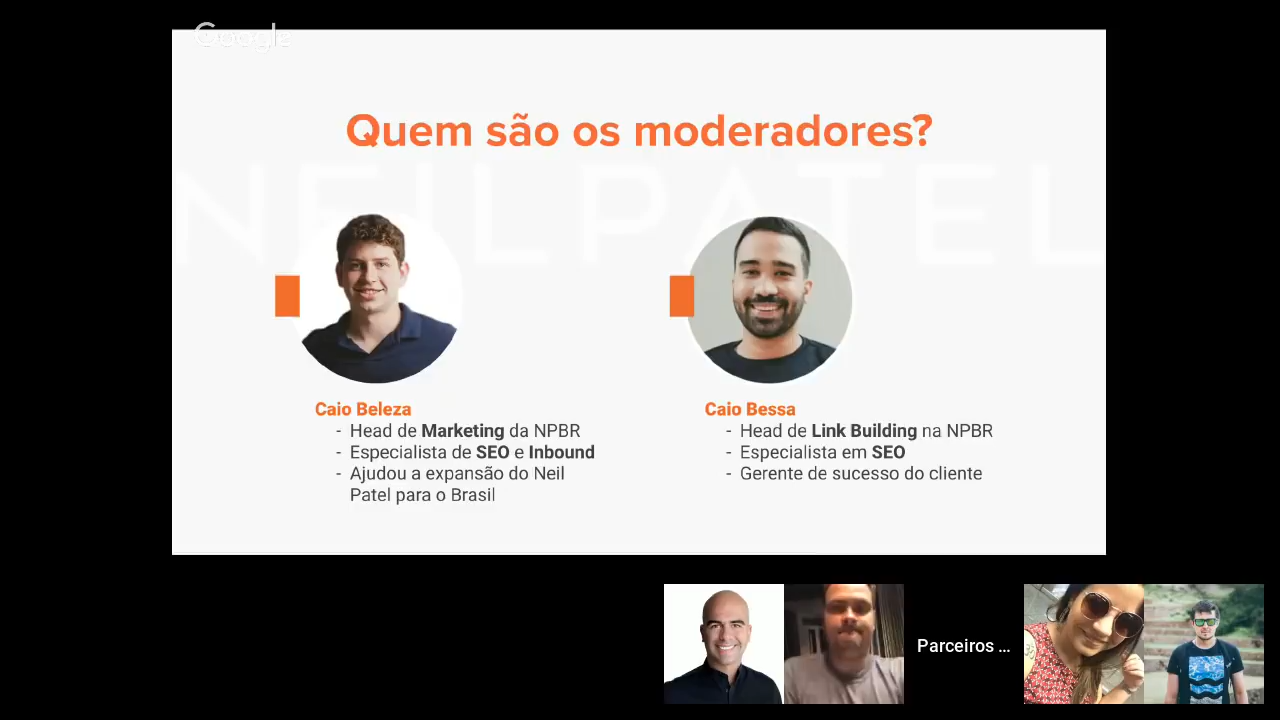 Google
Quem são os moderadores?
NEIL PATEL
Caio Beleza
- Head de Marketing da NPBR
- Especialista de SEO e Inbound
- Ajudou a expansão do Neil
Patel para o Brasil
Caio Bessa
- Head de Link Building na NPBR
- Especialista em SEO
- Gerente de sucesso do cliente
Parceiros ...